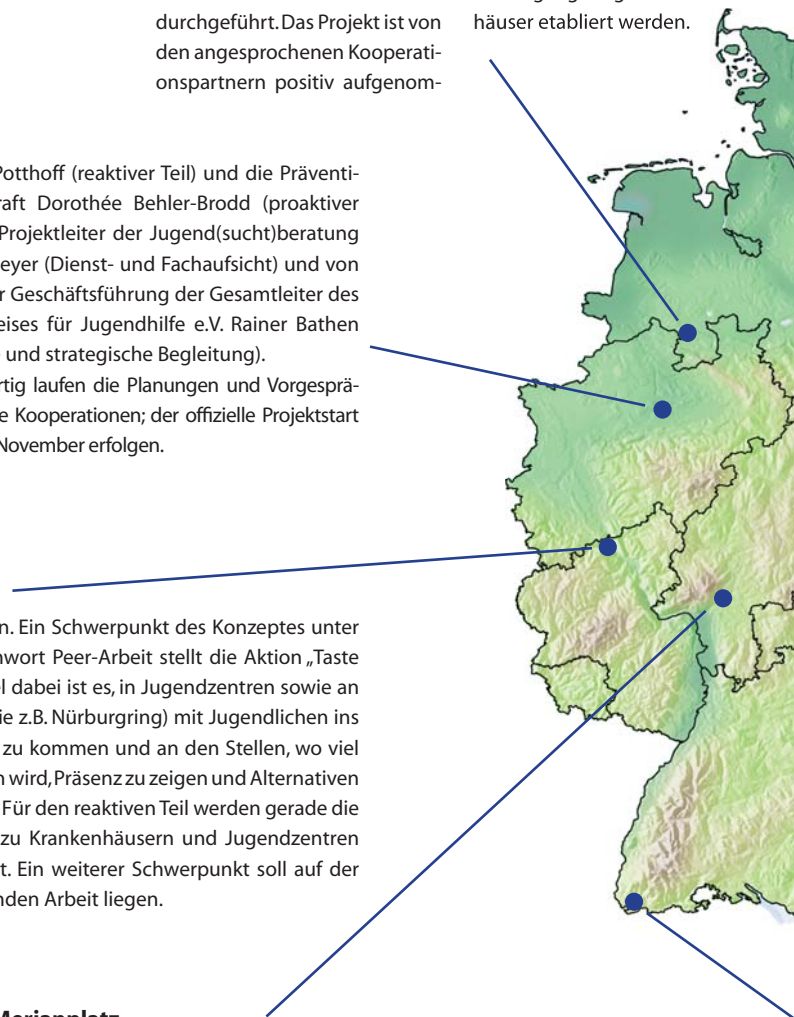 durchgeführt. Das Projekt ist von
den angesprochenen Kooperati-
onspartnern positiv aufgenom-
häuser etabliert werden.
Potthoff (reaktiver Teil) und die Präventi-
raft Dorothée Behler-Brodd (proaktiver
Projektleiter der Jugend(sucht)beratung
eyer (Dienst- und Fachaufsicht) und von
r Geschäftsführung der Gesamtleiter des
eises für Jugendhilfe e.V. Rainer Bathen
und strategische Begleitung).
rtig laufen die Planungen und Vorgesprä-
e Kooperationen; der offizielle Projektstart
November erfolgen.
n. Ein Schwerpunkt des Konzeptes unter
hwort Peer-Arbeit stellt die Aktion „Taste
el dabei ist es, in Jugendzentren sowie an
ie z.B. Nürburgring) mit Jugendlichen ins
zu kommen und an den Stellen, wo viel
n wird, Präsenz zu zeigen und Alternativen
Für den reaktiven Teil werden gerade die
zu Krankenhäusern und Jugendzentren
t. Ein weiterer Schwerpunkt soll auf der
nden Arbeit liegen.